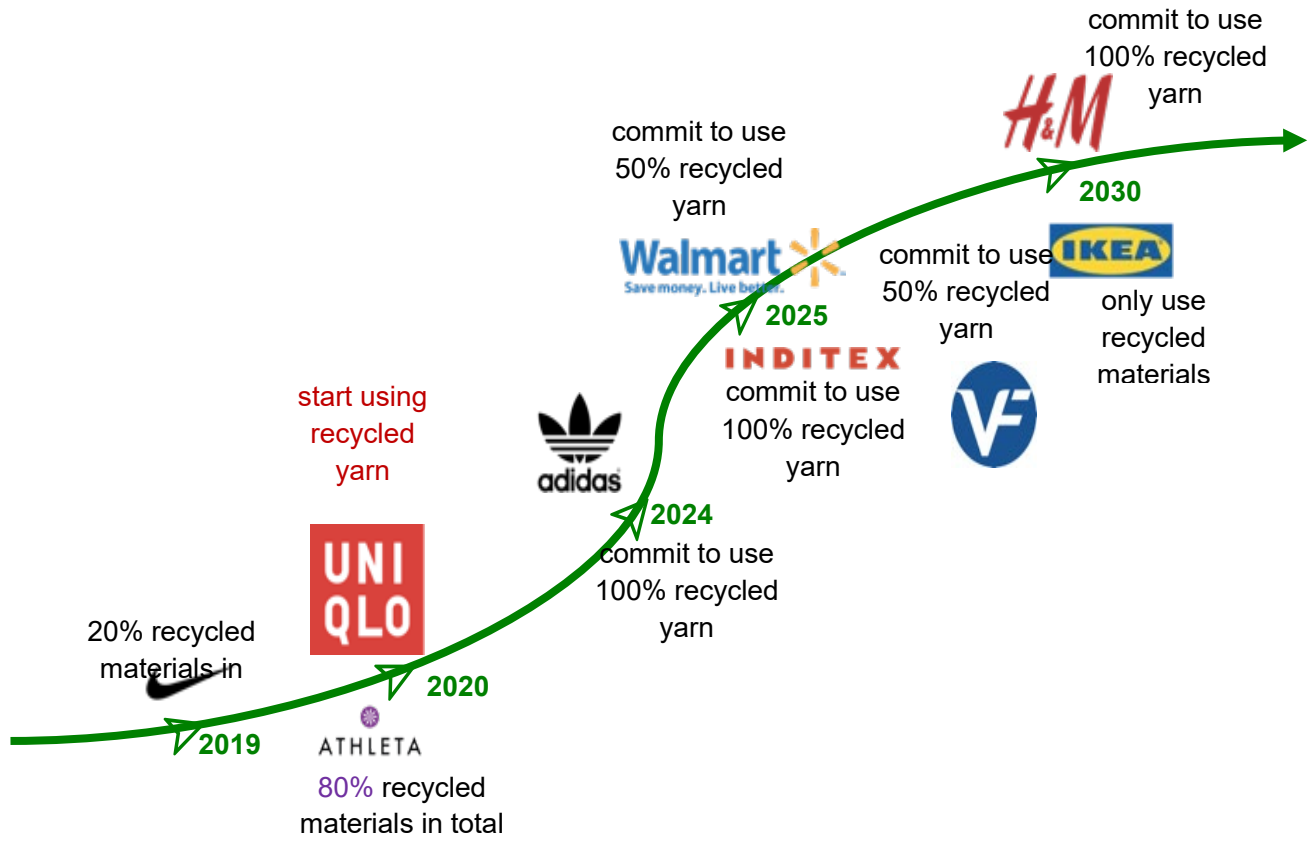 20% recycled
materials in
2019
start using
recycled
yarn
UNI
QLO
2020
ATHLETA
80% recycled
materials in total
adidas
2024
commit to use
100% recycled
yarn
commit to use
50% recycled
yarn
Walmart
Save money. Live better.
2025
INDITEX
commit to use
100% recycled
yarn
commit to use
50% recycled
yarn
VF
commit to use
100% recycled
yarn
H&M
2030
IKEA
only use
recycled
materials